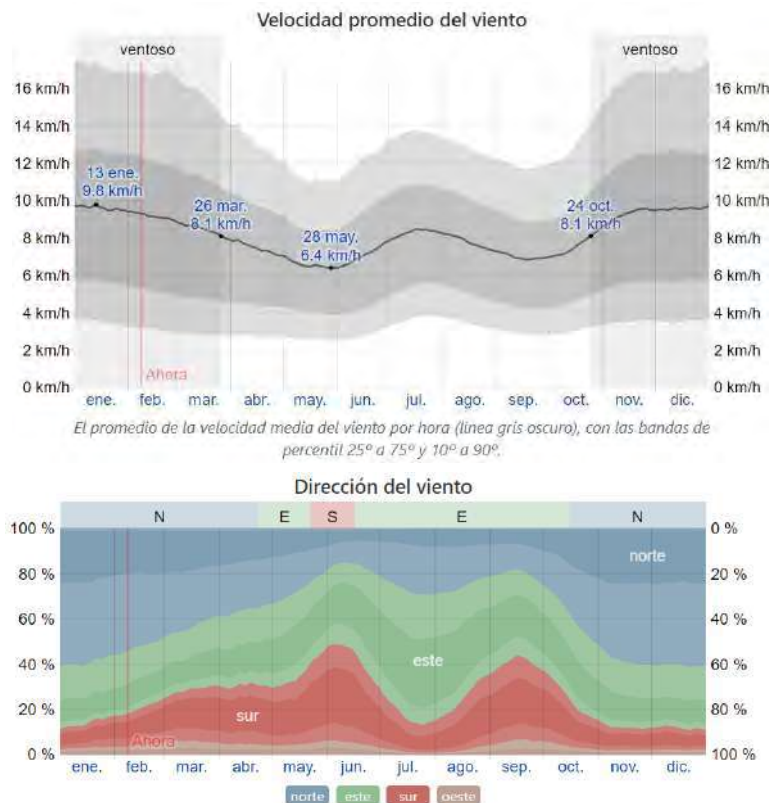 Velocidad promedio del viento
ventoso ventoso
16 km/h 16 km/h
14 km/h 14 km/h
12 km/h 12 km/h
13 ene.
9.8 km/h
10 km/h 10 km/h
26 mar.
8.1 km/h
24 oct.
8.1 km/h
8 km/h 8 km/h
28 may.
6.4 km/h
6 km/h 6 km/h
4 km/h 4 km/h
2 km/h 2 km/h
Ahora
0 km/h 0 km/h
ene. feb. mar. abr. may. jun. jul. ago. sep. oct. nov. dic.
El promedio de la velocidad media del viento por hora (línea gris oscuro), con las bandas de
percentil 25º a 75º y 10º a 90º.
Dirección del viento
N E S E N
100 % 0 %
norte
80 % 20 %
60 % 40 %
este
40 % 60 %
20 % 80 %
sur
Ahora
0 % 100 %
ene. feb. mar. abr. may. jun. jul. ago. sep. oct. nov. dic.
norte este sur oeste